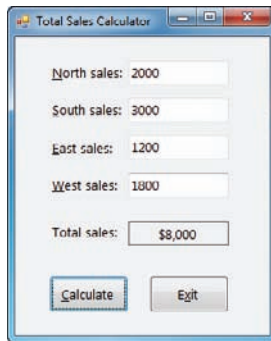 Total Sales Calculator
North sales: 2000
South sales: 3000
East sales: 1200
West sales: 1800
Total sales: $8,000
Calculate Exit